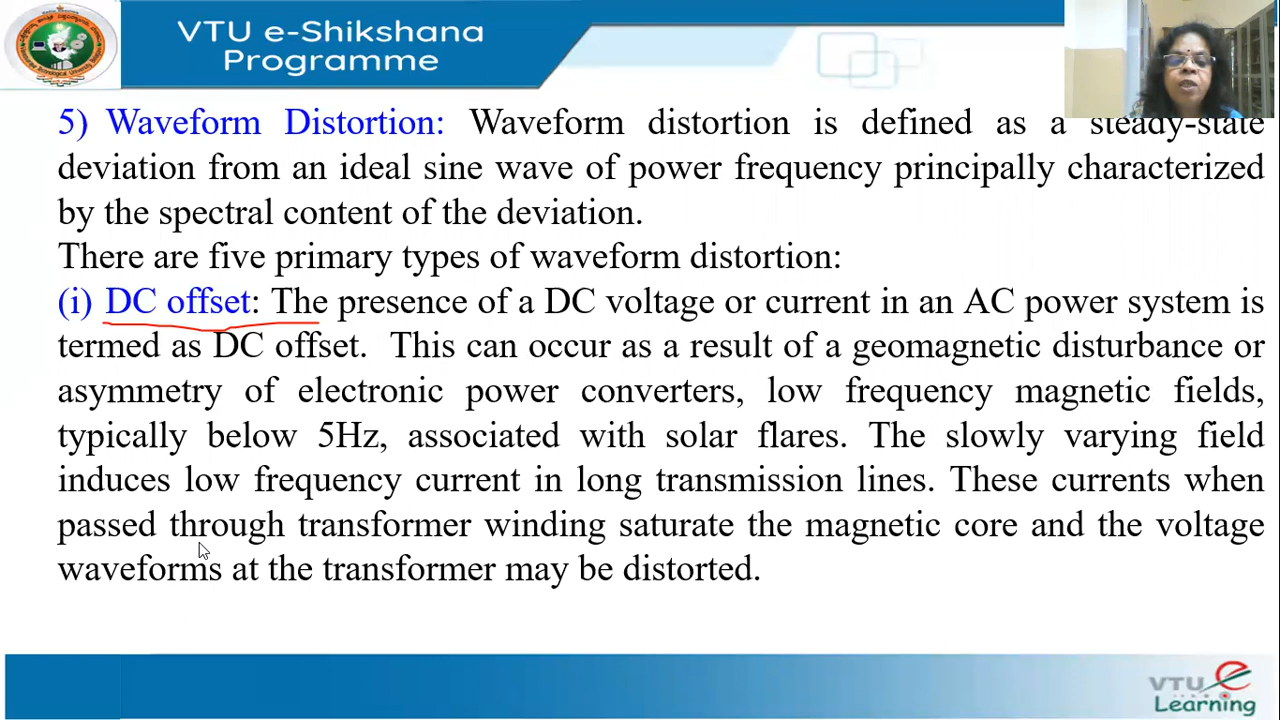 VTU e-Shikshana
Programme
5) Waveform Distortion: Waveform distortion is defined as a steady-state
deviation from an ideal sine wave of power frequency principally characterized
by the spectral content of the deviation.
There are five primary types of waveform distortion:
(i) DC offset: The presence of a DC voltage or current in an AC power system is
termed as DC offset. This can occur as a result of a geomagnetic disturbance or
asymmetry of electronic power converters, low frequency magnetic fields,
typically below 5Hz, associated with solar flares. The slowly varying field
induces low frequency current in long transmission lines. These currents when
passed through transformer winding saturate the magnetic core and the voltage
waveforms at the transformer may be distorted.
VTU e
Learning